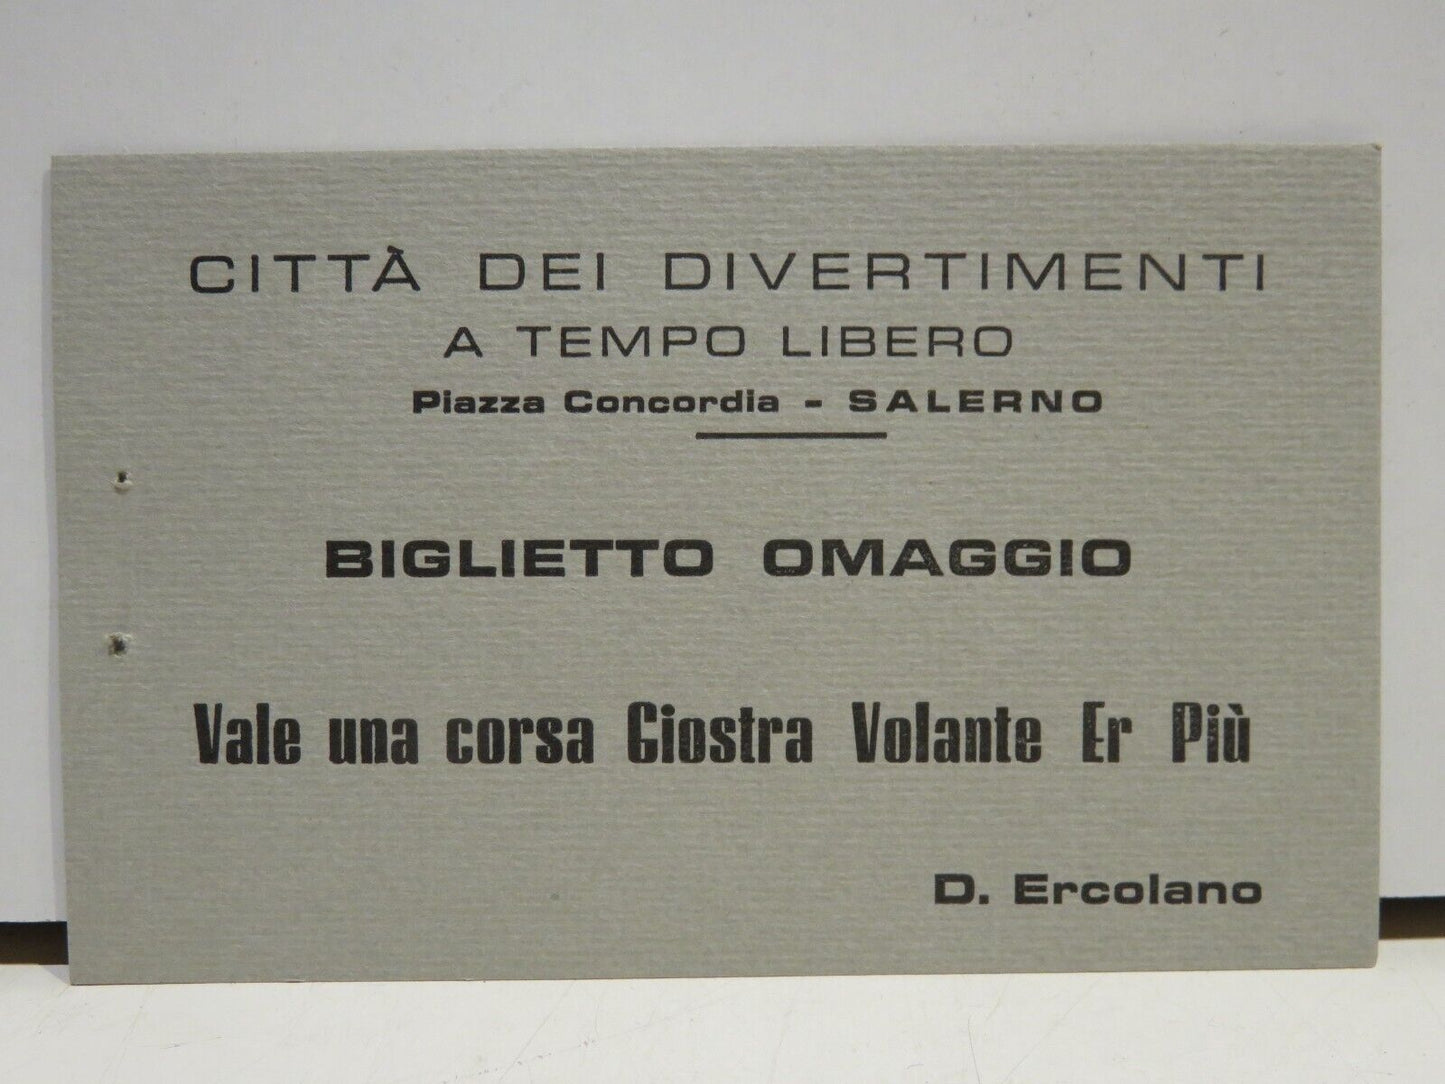 CITTÀ DEI DIVERTIMENTI
A TEMPO LIBERO
Piazza Concordia - SALERNO
BIGLIETTO OMAGGIO
Vale una corsa Giostra Volante Er Più
D. Ercolano